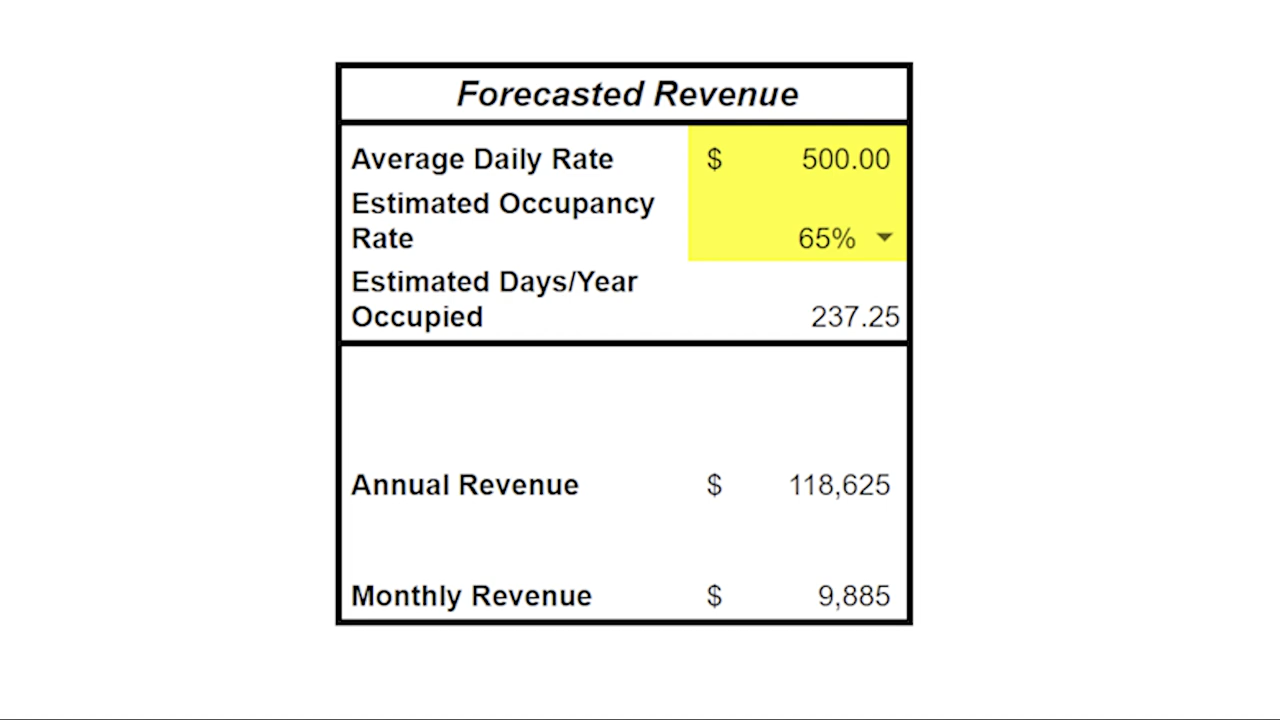 Forecasted Revenue
Average Daily Rate $ 500.00
Estimated Occupancy
Rate 65%
Estimated Days/Year
Occupied 237.25
Annual Revenue $ 118,625
Monthly Revenue $ 9,885